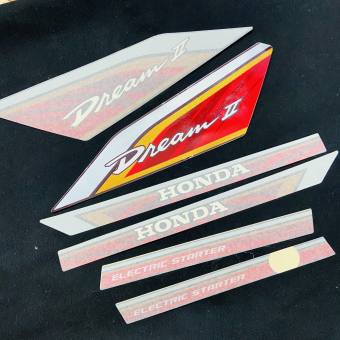 Dream II
Dream II
HONDA
HONDA
ELECTRIC STARTER
ELECTRIC STARTER